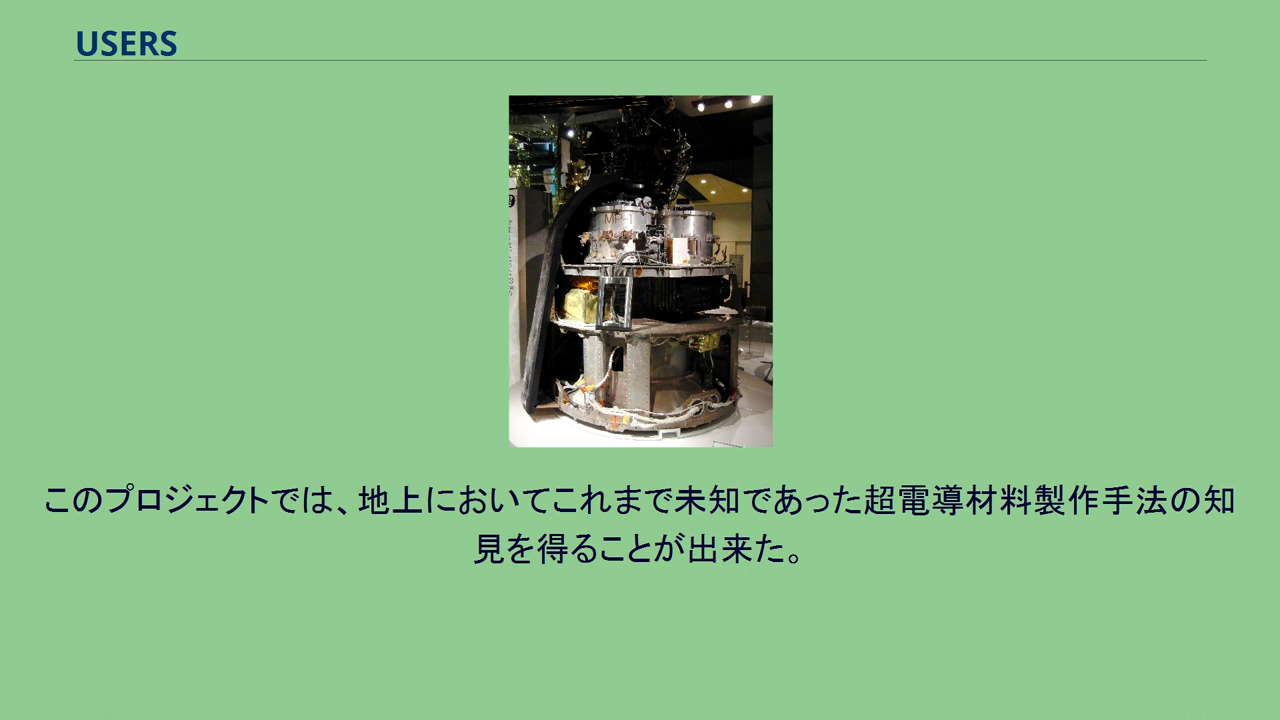 USERS
MP-1
このプロジェクトでは、地上においてこれまで未知であった超電導材料製作手法の知
見を得ることが出来た。